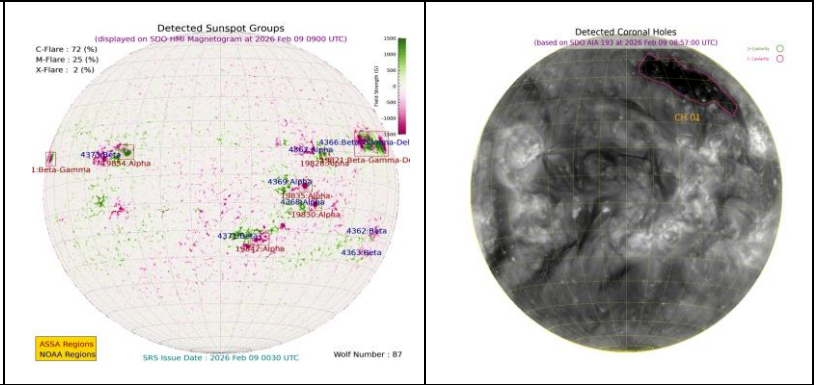 Detected Sunspot Groups
(displayed on SDO HMI Magnetogram at 2026 Feb 09 0900 UTC)
C-Flare : 72 (%)
M-Flare : 25 (%)
X-Flare : 2 (%)
1500
1000
500
0
-500
-1000
-1500
Field Strength (G)
4366:Beta-Gamma-Del
4367:Alpha
19828:Alpha
19821:Beta-Gamma-De
4373:Beta
19854:Alpha
1:Beta-Gamma
4369:Alpha
19835:Alpha
4368:Alpha
19830:Alpha
4362:Beta
19842:Alpha
4363:Beta
ASSA Regions
NOAA Regions
SRS Issue Date : 2026 Feb 09 0030 UTC
Wolf Number : 87
Detected Coronal Holes
(based on SDO AIA 193 at 2026 Feb 09 08:57:00 UTC)
CH 01